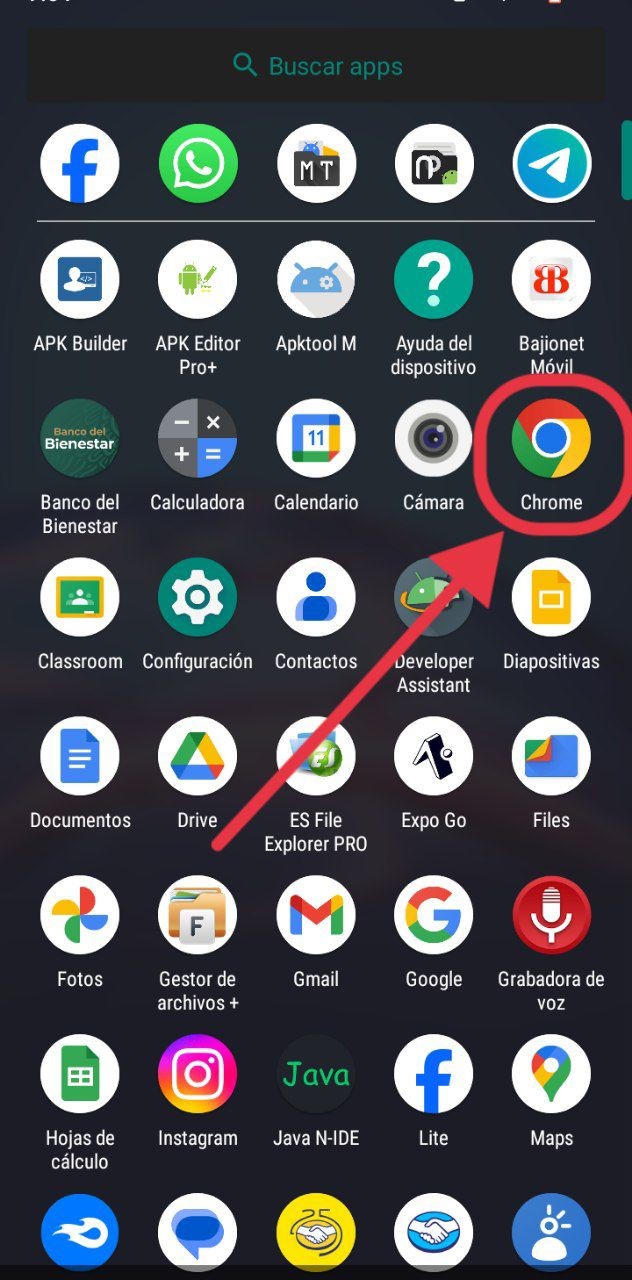 Buscar apps
MT
np
</>
APK Builder
APK Editor
Pro+
Apktool M
Ayuda del
dispositivo
Bajionet
Móvil
Banco del
Bienestar
11
Banco del
Bienestar
Calculadora
Calendario
Cámara
Chrome
Classroom
Configuración
Contactos
Developer
Assistant
Diapositivas
ES
Documentos
Drive
ES File
Explorer PRO
Expo Go
Files
F
Fotos
Gestor de
archivos +
Gmail
Google
Grabadora de
voz
Java
Hojas de
cálculo
Instagram
Java N-IDE
Lite
Maps
25